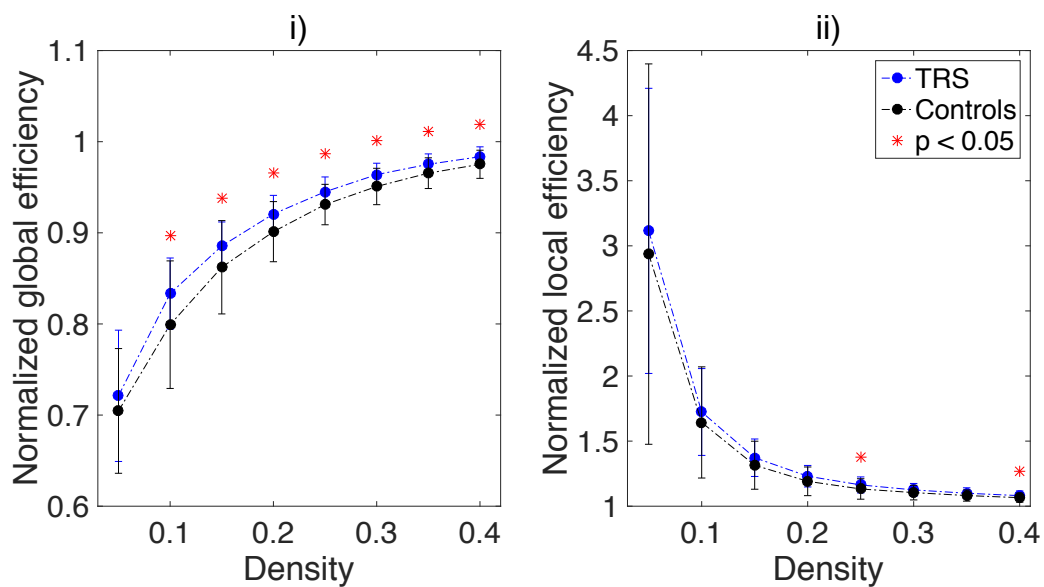 i)
Normalized global efficiency
1.1
1
0.9
0.8
0.7
0.6
0.1 0.2 0.3 0.4
Density
ii)
Normalized local efficiency
4.5
4
3.5
3
2.5
2
1.5
1
0.1 0.2 0.3 0.4
Density
TRS
Controls
p < 0.05